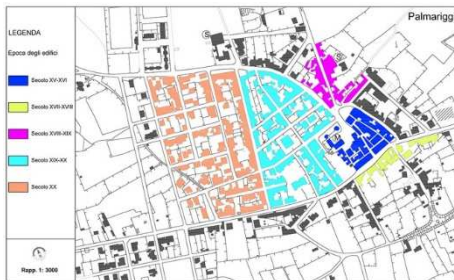 Palmarigg
LEGENDA
Epoca degli edifici
Secolo XV-XVI
Secolo XVI-XVIII
Secolo XVIII-XIX
Secolo XIX-XX
Secolo XX
Rapp. 1: 3000